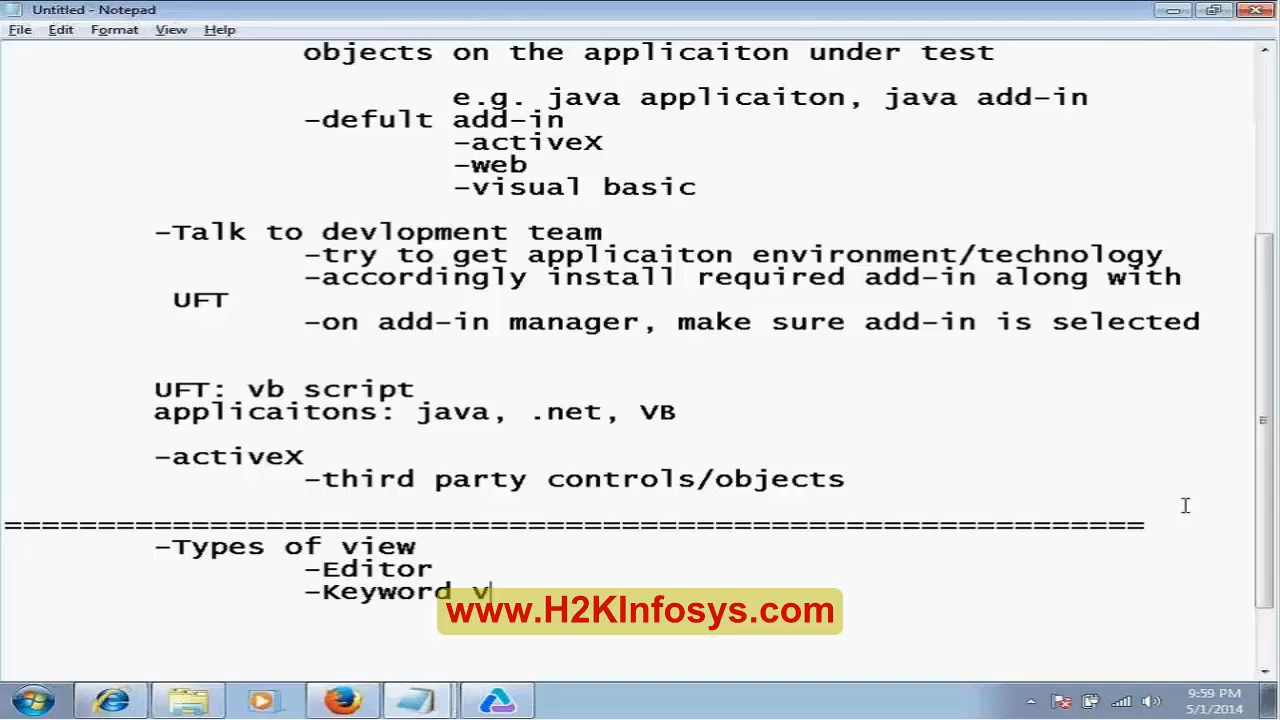 Untitled - Notepad
File Edit Format View Help
objects on the applicaiton under test
e.g. java applicaiton, java add-in
-defult add-in
-activeX
-web
-visual basic
-Talk to devlopment team
-try to get applicaiton environment/technology
-accordingly install required add-in along with
UFT
-on add-in manager, make sure add-in is selected
UFT: vb script
applicaitons: java, .net, VB
-activeX
-third party controls/objects
=============================================================
-Types of view
-Editor
-Keyword v
www.H2KInfosys.com
9:59 PM
5/1/2014